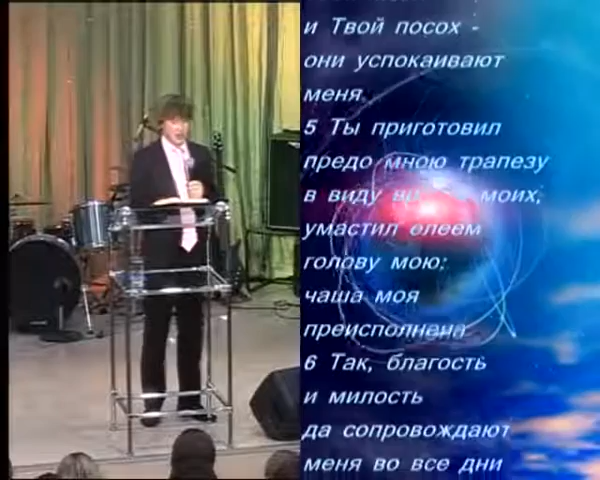 и Твой посох -
они успокаивают
меня.
5 Ты приготовил
предо мною трапезу
в виду моих;
умастил елеем
голову мою;
чаша моя
преисполнена.
6 Так, благость
и милость
да сопровождают
меня во все дни